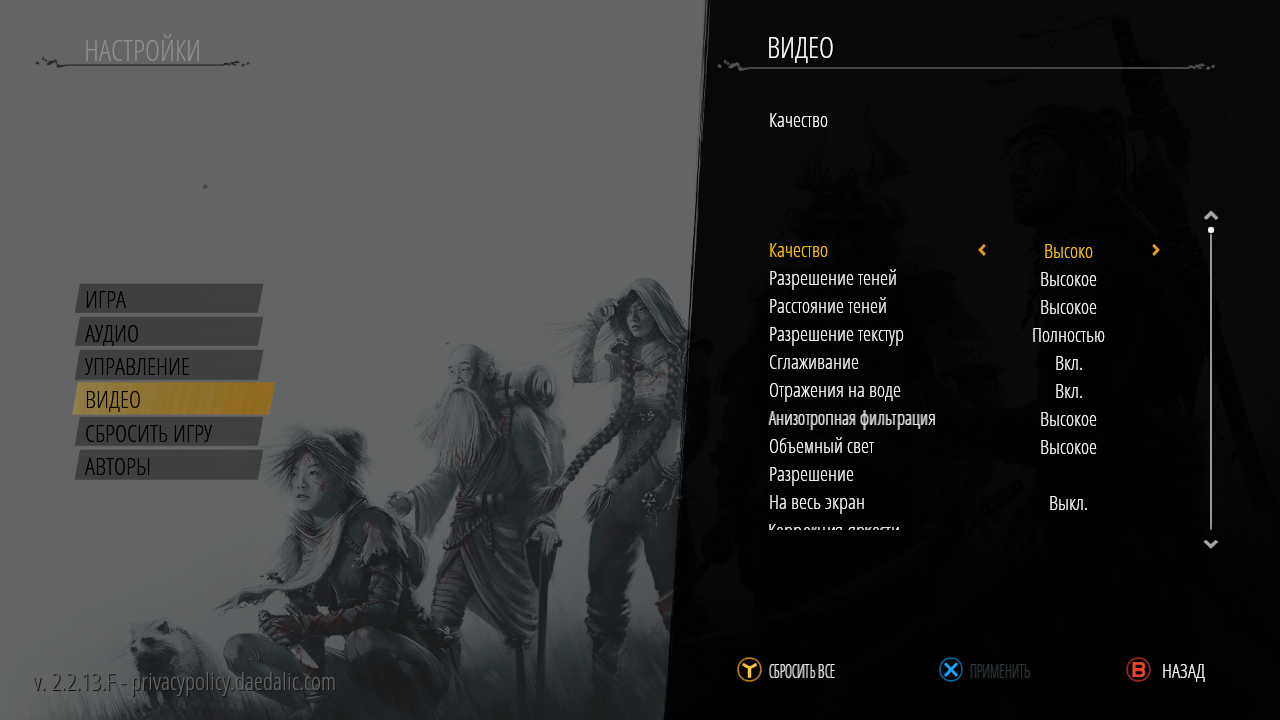 НАСТРОЙКИ
ИГРА
АУДИО
УПРАВЛЕНИЕ
ВИДЕО
СБРОСИТЬ ИГРУ
АВТОРЫ
v. 2.2.13.F - privacypolicy.daedalic.com
ВИДЕО
Качество
Качество Высоко
Разрешение теней Высокое
Расстояние теней Высокое
Разрешение текстур Полностью
Сглаживание Вкл.
Отражения на воде Вкл.
Анизотропная фильтрация Высокое
Объемный свет Высокое
Разрешение
На весь экран Выкл.
Коррекция яркости
Y СБРОСИТЬ ВСЕ X ПРИМЕНИТЬ B НАЗАД